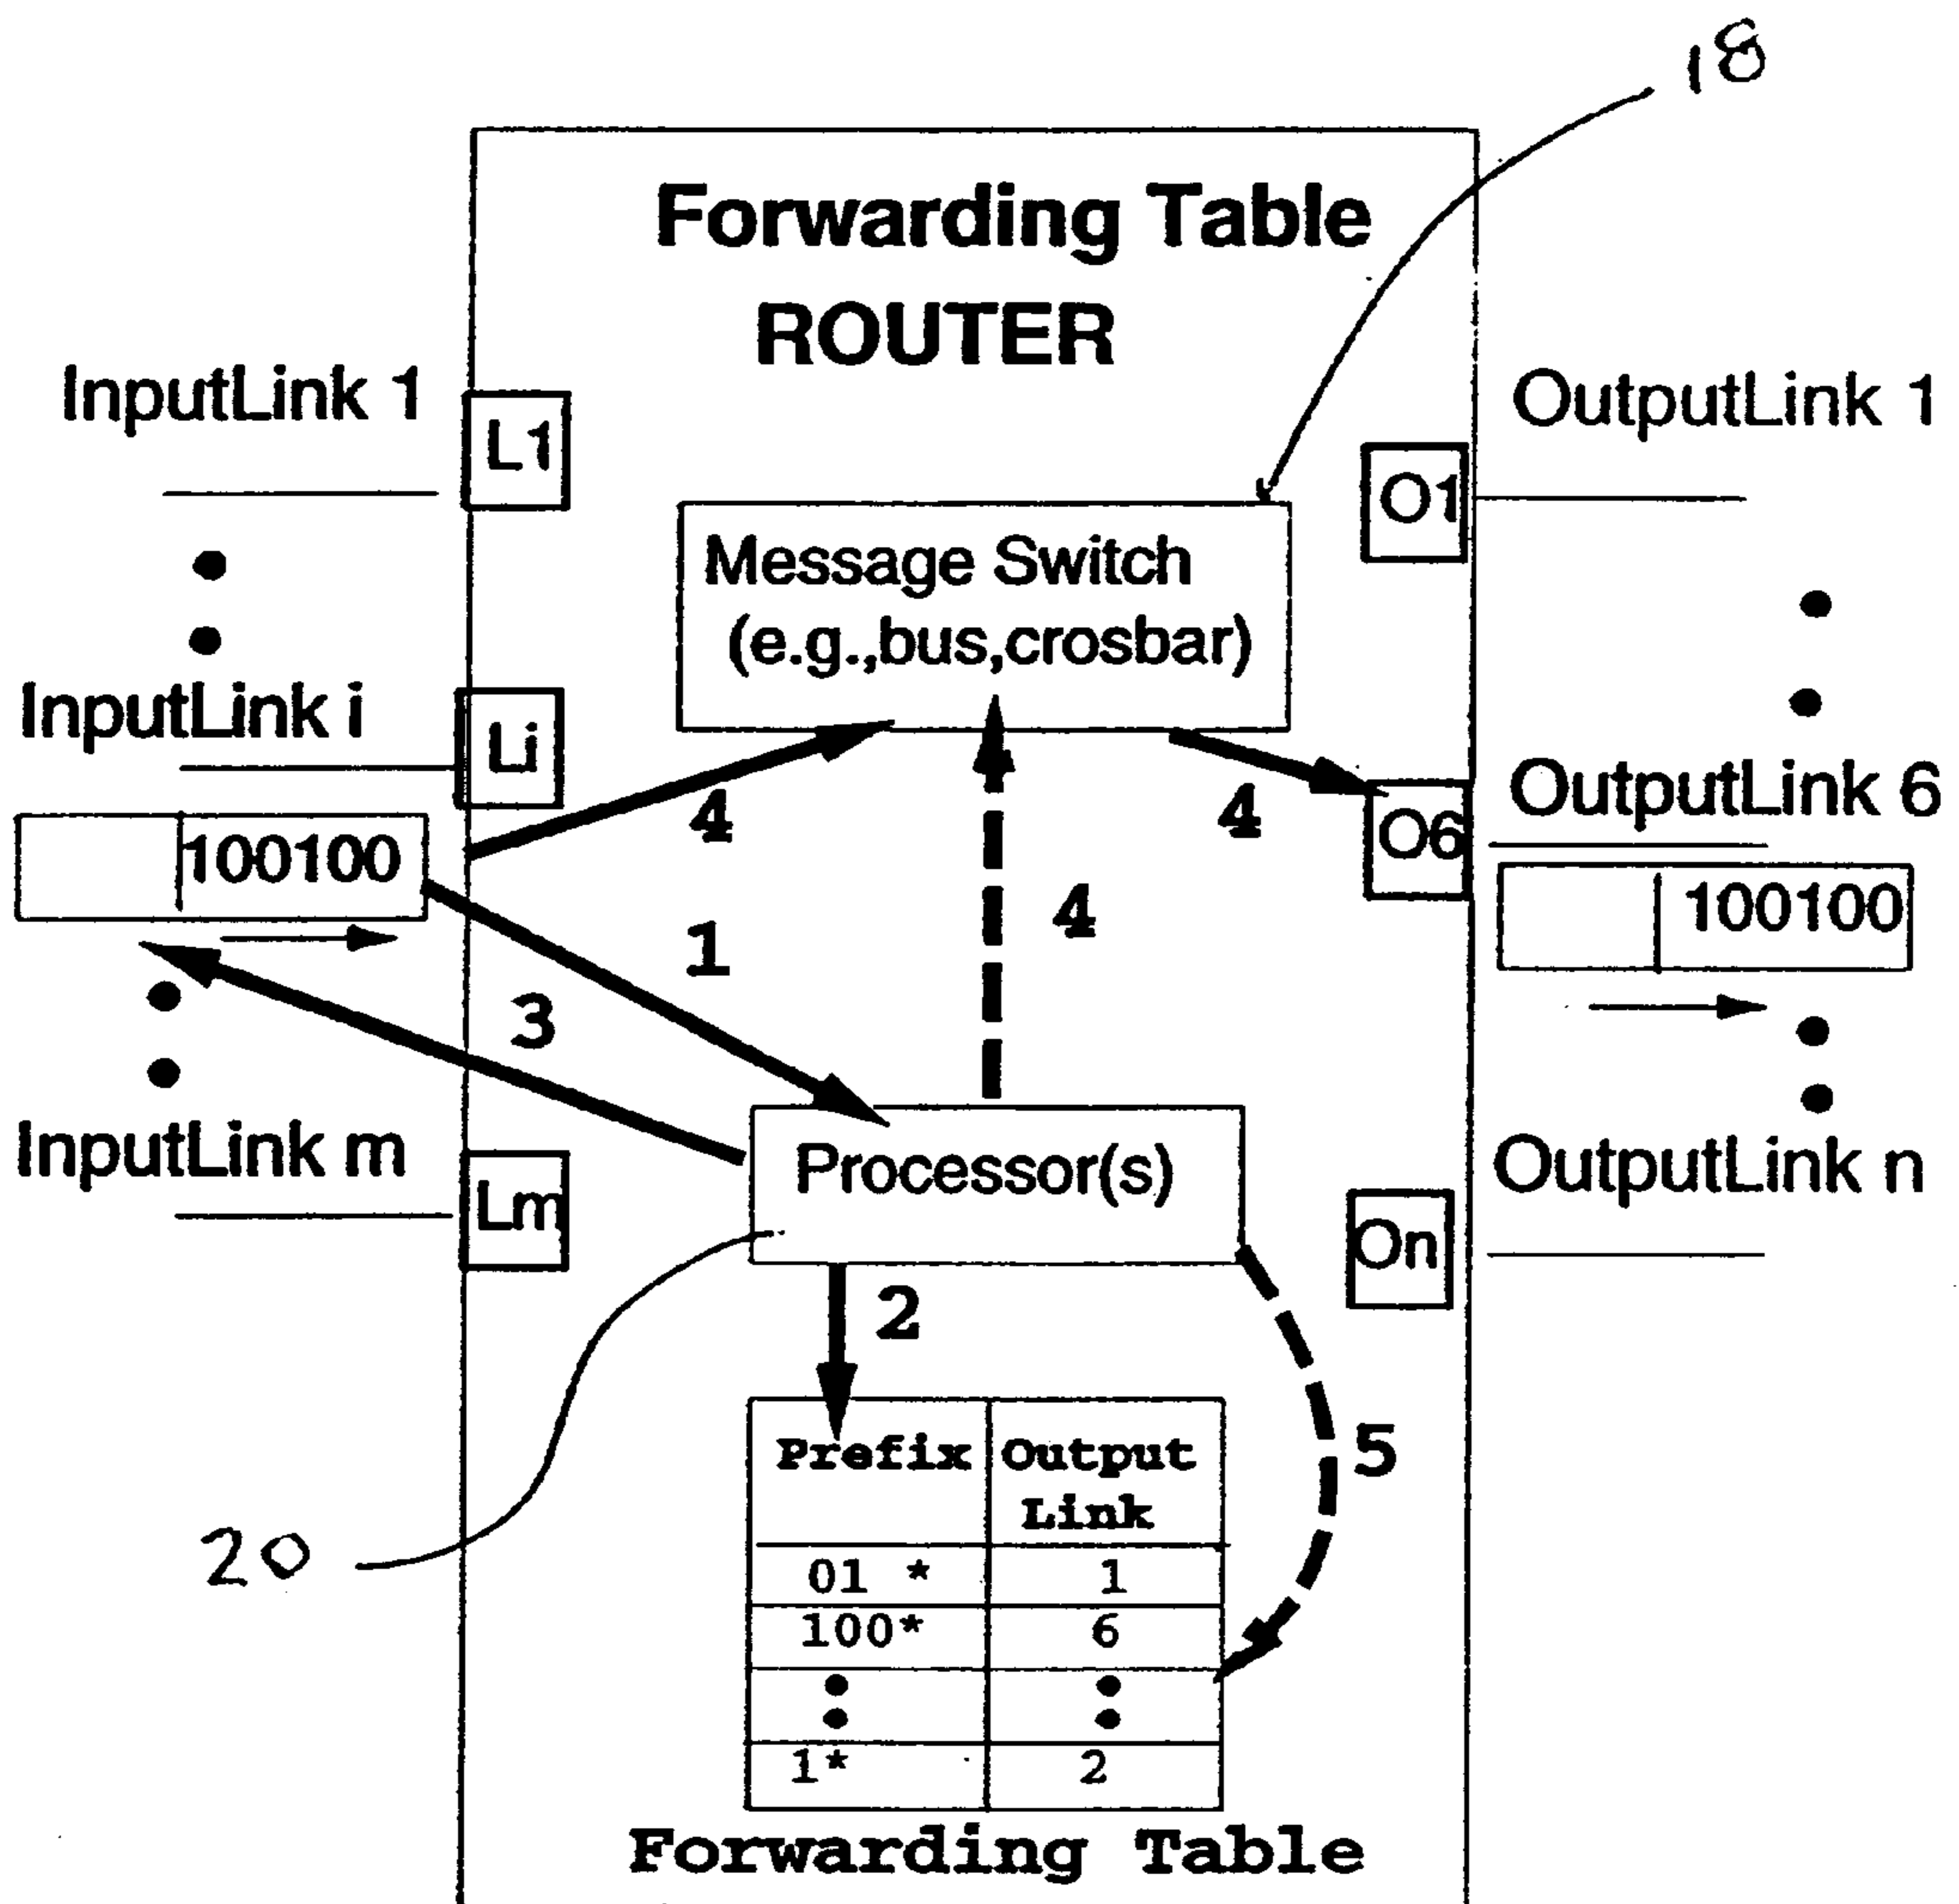 18
Forwarding Table
ROUTER
InputLink 1
L1
OutputLink 1
O1
Message Switch
(e.g.,bus,crosbar)
InputLink i
Li
OutputLink 6
O6
4
4
100100
100100
4
1
3
InputLink m
Lm
Processor(s)
OutputLink n
On
2
5
Prefix Output
Link
20
01 * 1
100* 6
1* 2
Forwarding Table